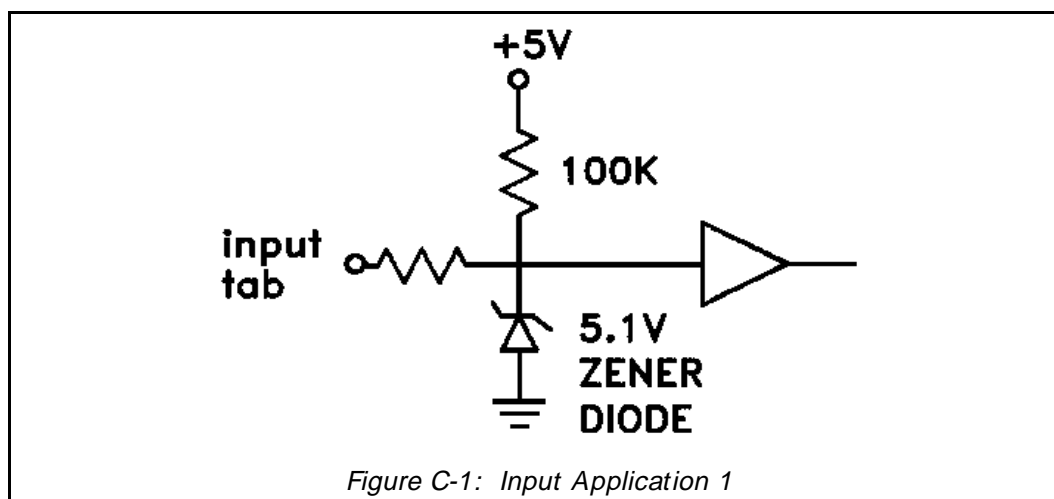 +5V
100K
input
tab
5.1V
ZENER
DIODE
Figure C-1: Input Application 1